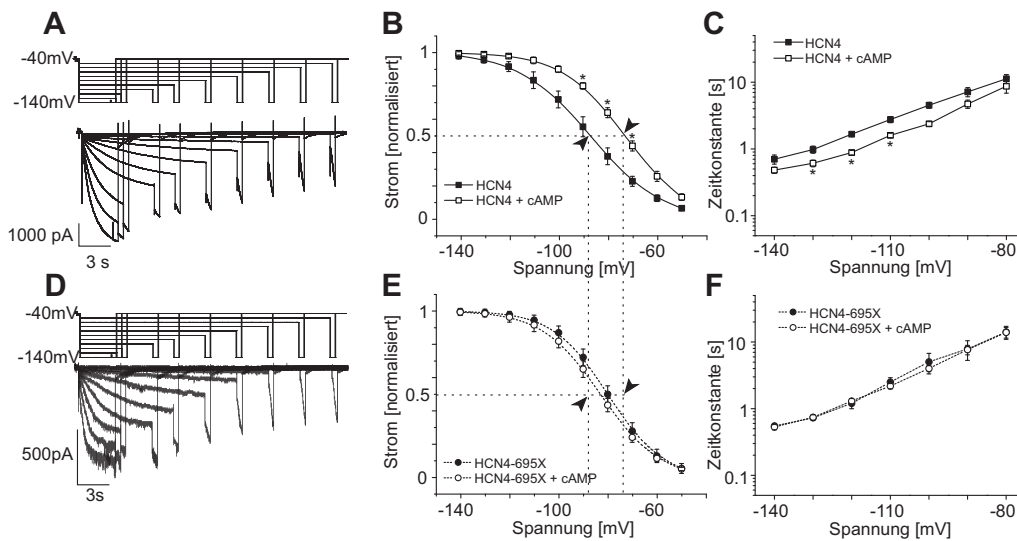 A
-40mV
-140mV
1000 pA
3 s
B
Strom [normalisiert]
1
0.5
0
*
*
*
HCN4
HCN4 + cAMP
-140
-100
-60
Spannung [mV]
C
Zeitkonstante [s]
HCN4
HCN4 + cAMP
10
1
0.1
*
*
*
-140
-110
-80
Spannung [mV]
D
-40mV
-140mV
500pA
3s
E
Strom [normalisiert]
1
0.5
0
HCN4-695X
HCN4-695X + cAMP
-140
-100
-60
Spannung [mV]
F
Zeitkonstante [s]
HCN4-695X
HCN4-695X + cAMP
10
1
0.1
-140
-110
-80
Spannung [mV]